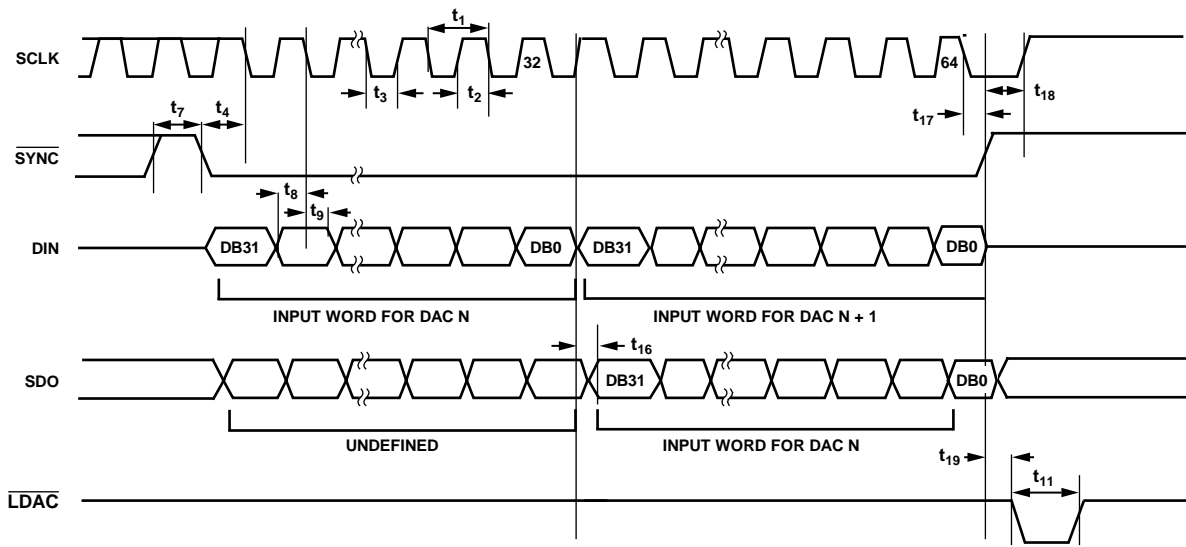 t1
SCLK
32
64
t3
t2
t18
t7
t4
t17
SYNC
t8
t9
DIN
DB31
DB0
DB31
DB0
INPUT WORD FOR DAC N
INPUT WORD FOR DAC N + 1
t16
SDO
DB31
DB0
UNDEFINED
INPUT WORD FOR DAC N
t19
t11
LDAC